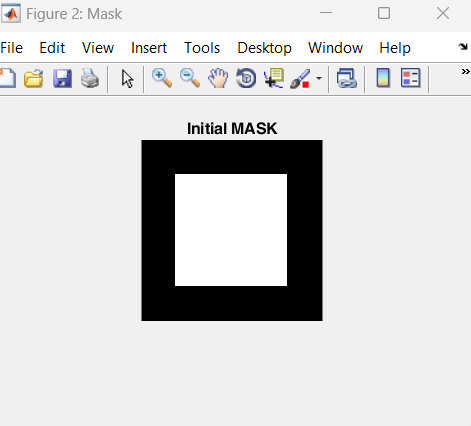 Figure 2: Mask
File Edit View Insert Tools Desktop Window Help
Initial MASK